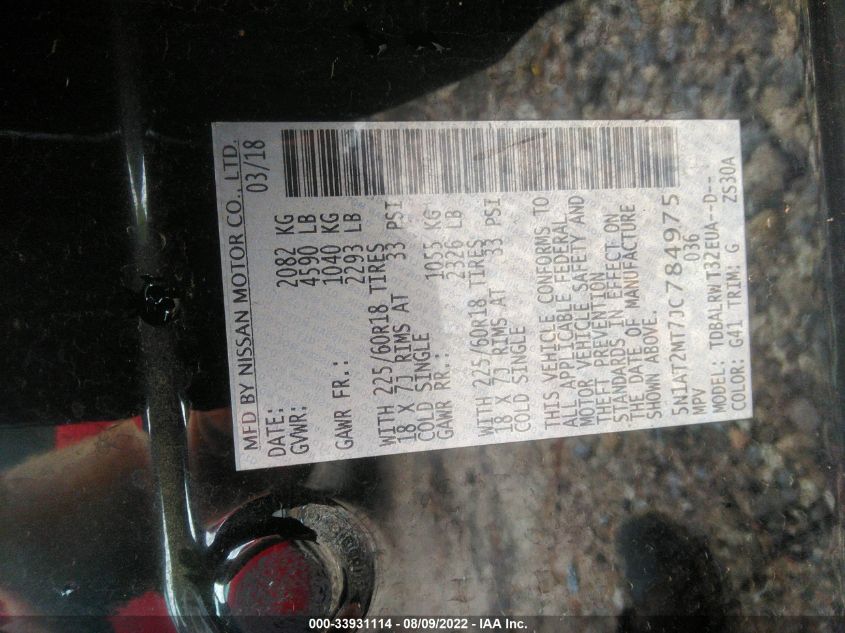 MFD BY NISSAN MOTOR CO., LTD.
DATE: 03/18
GVWR: 2082 KG
4590 LB
GAWR FR.: 1040 KG
2293 LB
WITH 225/60R18 TIRES
18 X 7J RIMS AT 33 PSI
COLD SINGLE
GAWR RR.: 1055 KG
2326 LB
WITH 225/60R18 TIRES
18 X 7J RIMS AT 33 PSI
COLD SINGLE
THIS VEHICLE CONFORMS TO
ALL APPLICABLE FEDERAL
MOTOR VEHICLE SAFETY AND
THEFT PREVENTION
STANDARDS IN EFFECT ON
THE DATE OF MANUFACTURE
SHOWN ABOVE.
5N1AT2MT7JC784975
MPV 036
MODEL: TDBALRWT32EUA--D--
COLOR: G41 TRIM: G ZS30A
000-33931114 - 08/09/2022 - IAA Inc.